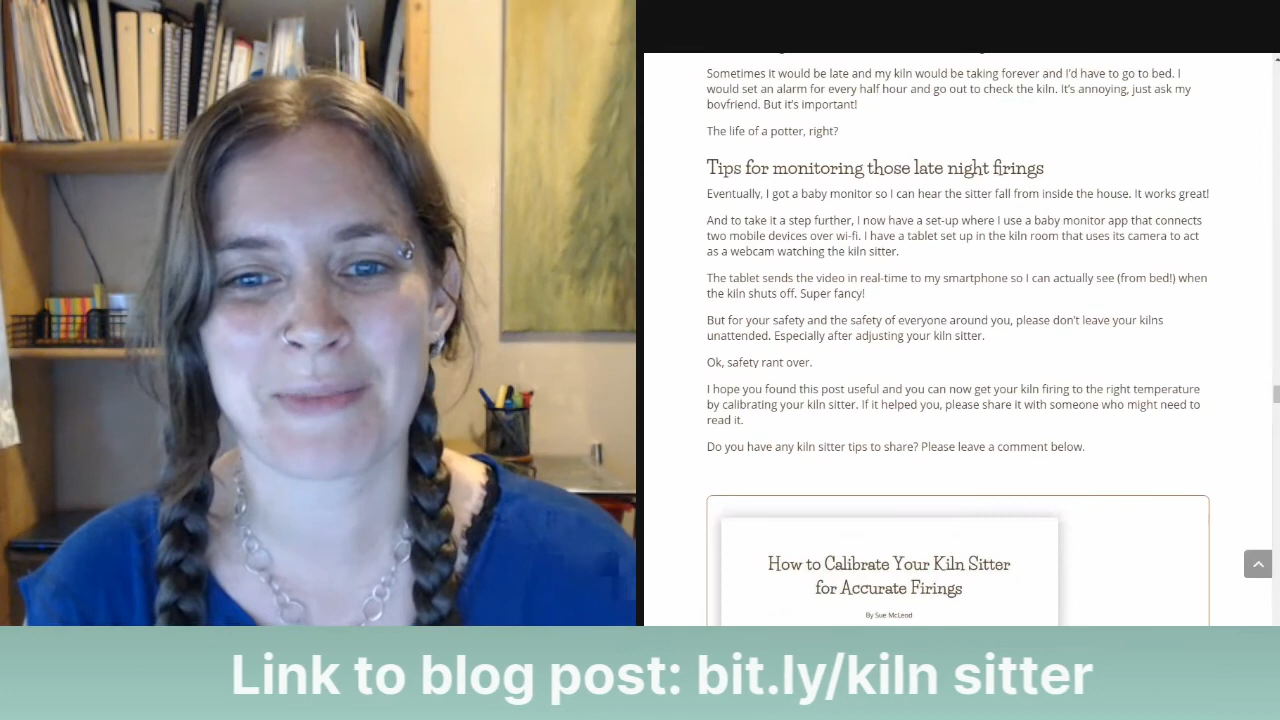 Sometimes it would be late and my kiln would be taking forever and I'd have to go to bed. I
would set an alarm for every half hour and go out to check the kiln. It's annoying, just ask my
boyfriend. But it's important!
The life of a potter, right?
Tips for monitoring those late night firings
Eventually, I got a baby monitor so I can hear the sitter fall from inside the house. It works great!
And to take it a step further, I now have a set-up where I use a baby monitor app that connects
two mobile devices over wi-fi. I have a tablet set up in the kiln room that uses its camera to act
as a webcam watching the kiln sitter.
The tablet sends the video in real-time to my smartphone so I can actually see (from bed!) when
the kiln shuts off. Super fancy!
But for your safety and the safety of everyone around you, please don't leave your kilns
unattended. Especially after adjusting your kiln sitter.
Ok, safety rant over.
I hope you found this post useful and you can now get your kiln firing to the right temperature
by calibrating your kiln sitter. If it helped you, please share it with someone who might need to
read it.
Do you have any kiln sitter tips to share? Please leave a comment below.
How to Calibrate Your Kiln Sitter
for Accurate Firings
By Sue McLeod
Link to blog post: bit.ly/kiln sitter